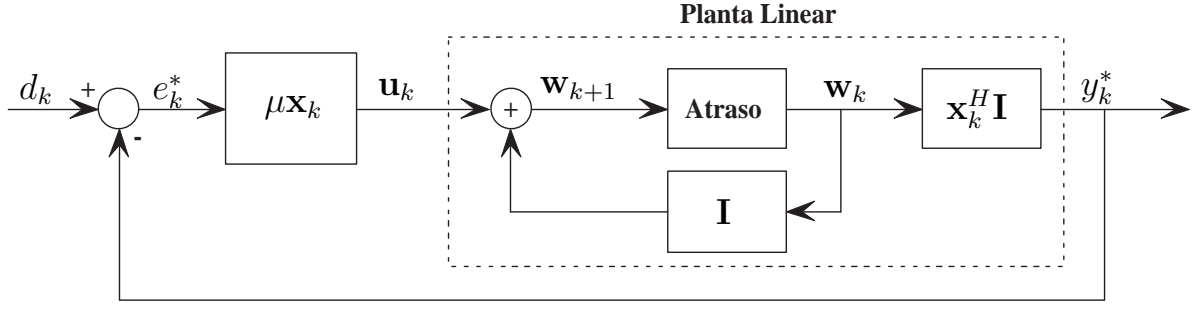 Planta Linear
d_k
+
-
e_k^*
μx_k
u_k
+
w_{k+1}
Atraso
w_k
x_k^H I
y_k^*
I